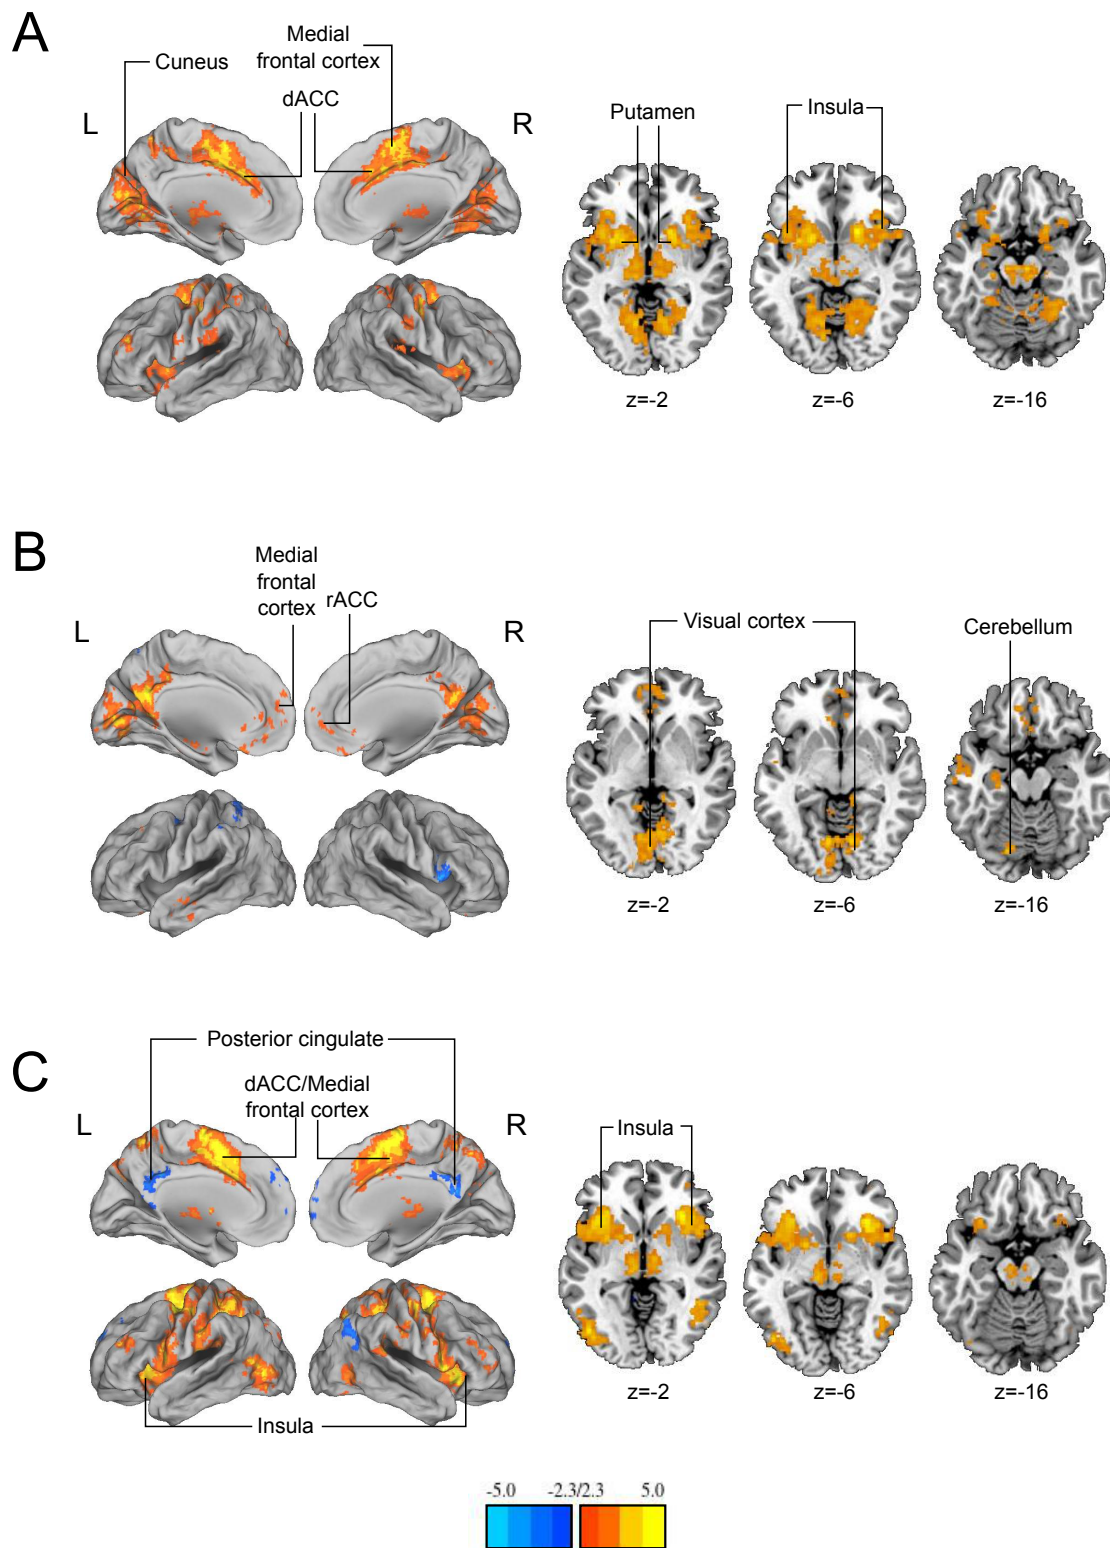 A
Medial
frontal cortex
Cuneus
dACC
L
R
Putamen
Insula
z=-2
z=-6
z=-16
B
Medial
frontal
cortex
rACC
L
R
Visual cortex
Cerebellum
z=-2
z=-6
z=-16
C
Posterior cingulate
dACC/Medial
frontal cortex
L
R
Insula
Insula
z=-2
z=-6
z=-16
-5.0 -2.3/2.3 5.0